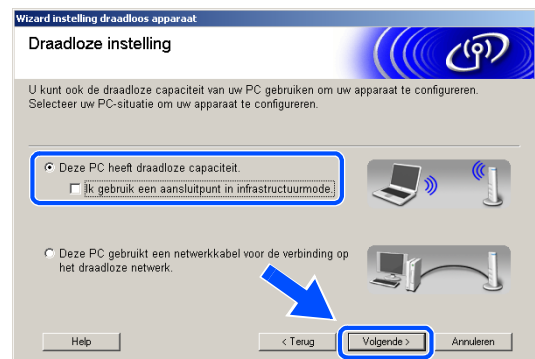 Wizard instelling draadloos apparaat
Draadloze instelling
U kunt ook de draadloze capaciteit van uw PC gebruiken om uw apparaat te configureren.
Selecteer uw PC-situatie om uw apparaat te configureren.
Deze PC heeft draadloze capaciteit.
Ik gebruik een aansluitpunt in infrastructuurmode.
Deze PC gebruikt een netwerkkabel voor de verbinding op
het draadloze netwerk.
Help
< Terug
Volgende >
Annuleren